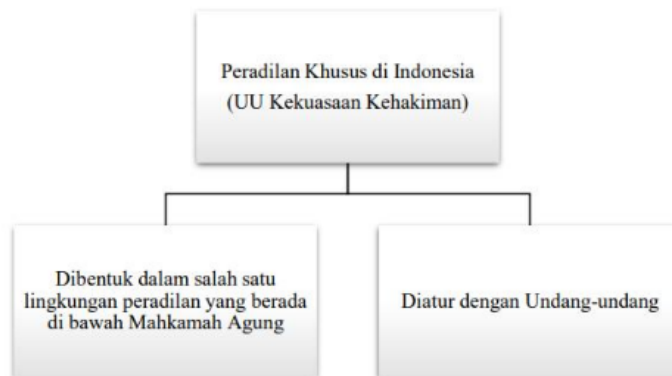 Peradilan Khusus di Indonesia
(UU Kekuasaan Kehakiman)
Dibentuk dalam salah satu
lingkungan peradilan yang berada
di bawah Mahkamah Agung
Diatur dengan Undang-undang